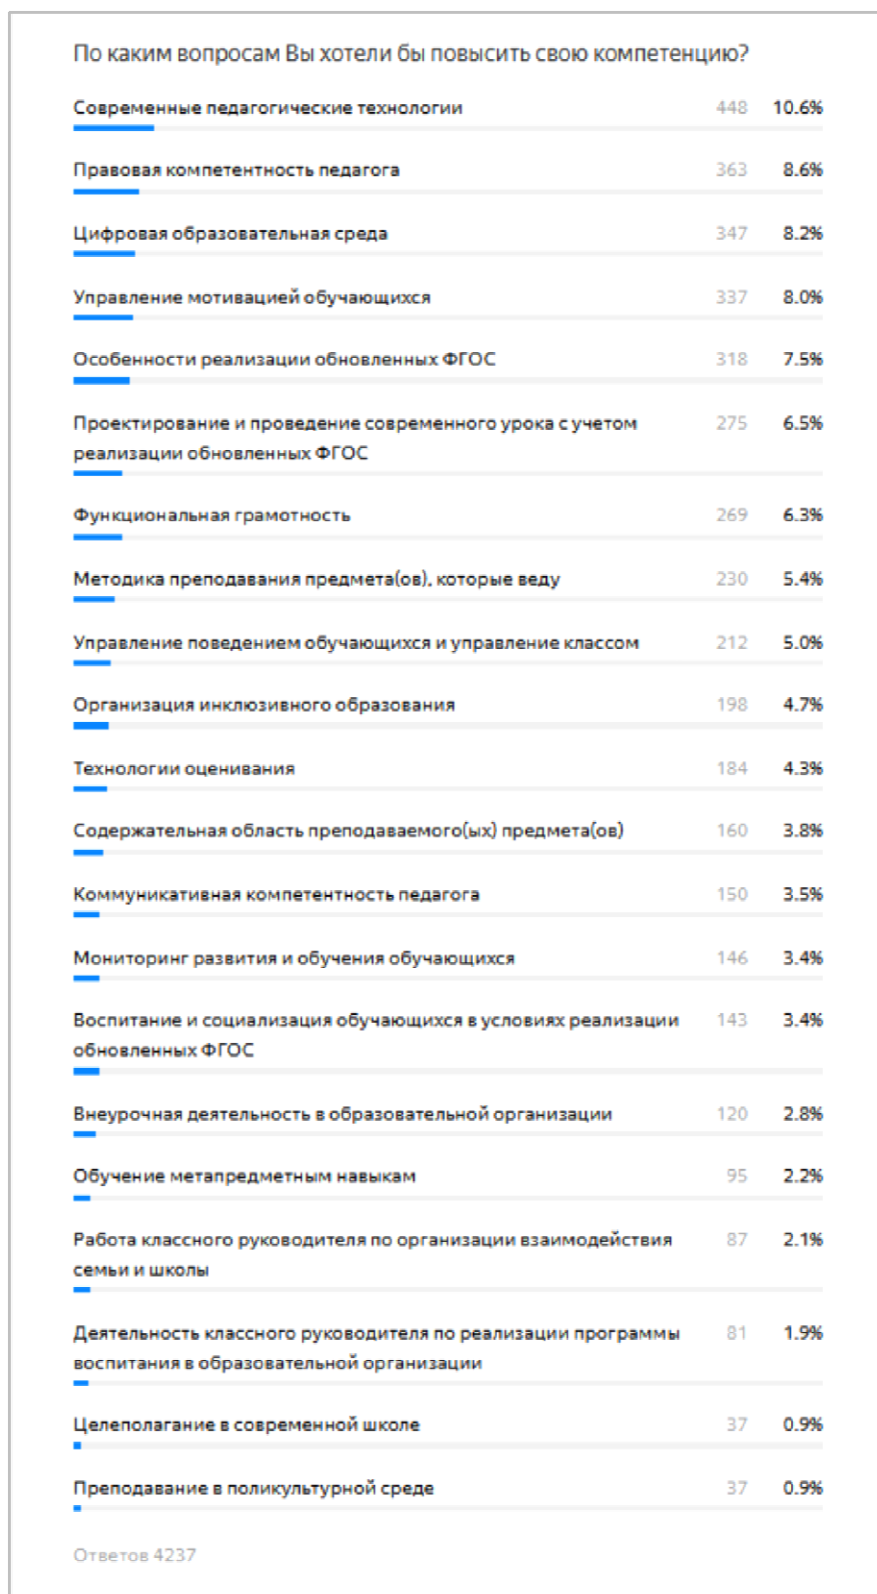 По каким вопросам Вы хотели бы повысить свою компетенцию?
Современные педагогические технологии 448 10.6%
Правовая компетентность педагога 363 8.6%
Цифровая образовательная среда 347 8.2%
Управление мотивацией обучающихся 337 8.0%
Особенности реализации обновленных ФГОС 318 7.5%
Проектирование и проведение современного урока с учетом 275 6.5%
реализации обновленных ФГОС
Функциональная грамотность 269 6.3%
Методика преподавания предмета(ов), которые веду 230 5.4%
Управление поведением обучающихся и управление классом 212 5.0%
Организация инклюзивного образования 198 4.7%
Технологии оценивания 184 4.3%
Содержательная область преподаваемого(ых) предмета(ов) 160 3.8%
Коммуникативная компетентность педагога 150 3.5%
Мониторинг развития и обучения обучающихся 146 3.4%
Воспитание и социализация обучающихся в условиях реализации 143 3.4%
обновленных ФГОС
Внеурочная деятельность в образовательной организации 120 2.8%
Обучение метапредметным навыкам 95 2.2%
Работа классного руководителя по организации взаимодействия 87 2.1%
семьи и школы
Деятельность классного руководителя по реализации программы 81 1.9%
воспитания в образовательной организации
Целеполагание в современной школе 37 0.9%
Преподавание в поликультурной среде 37 0.9%
Ответов 4237